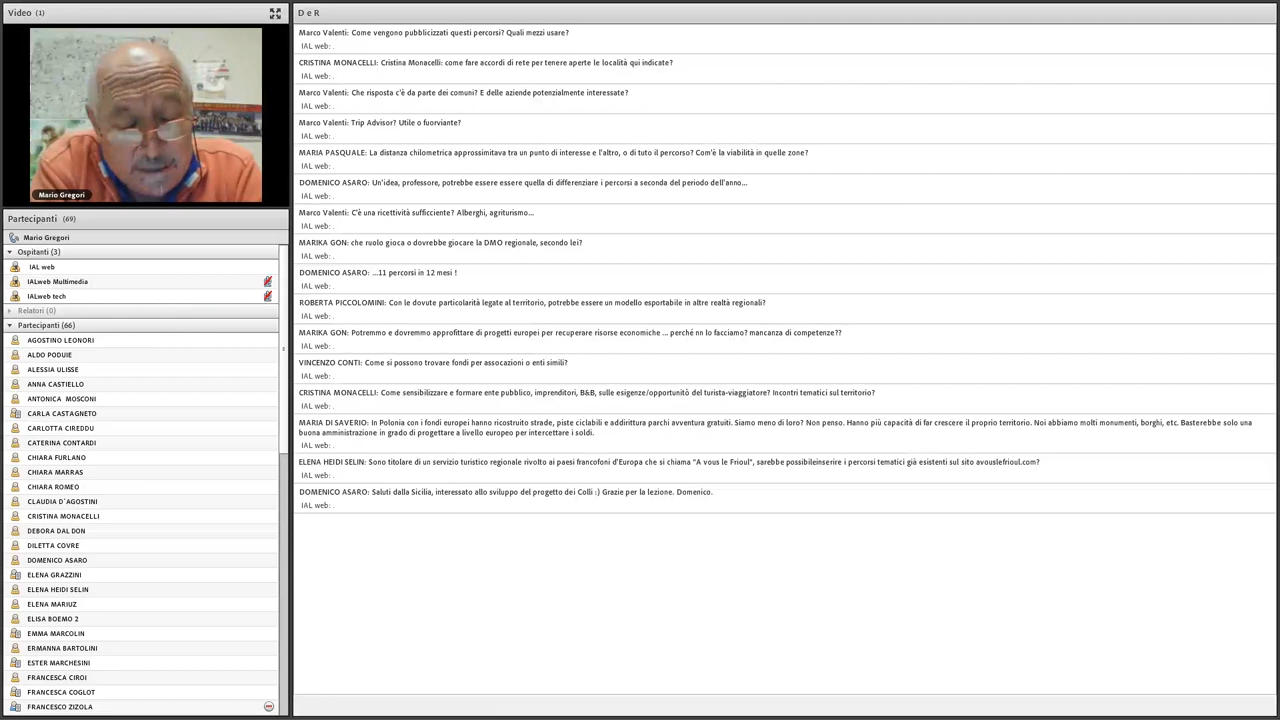 Video (1)
Mario Gregori
Partecipanti (69)
Mario Gregori
Ospitanti (3)
IAL web
IALweb Multimedia
IALweb tech
Relatori (0)
Partecipanti (66)
AGOSTINO LEONORI
ALDO PODUIE
ALESSIA ULISSE
ANNA CASTIELLO
ANTONICA MOSCONI
CARLA CASTAGNETO
CARLOTTA CIREDDU
CATERINA CONTARDI
CHIARA FURLANO
CHIARA MARRAS
CHIARA ROMEO
CLAUDIA D`AGOSTINI
CRISTINA MONACELLI
DEBORA DAL DON
DILETTA COVRE
DOMENICO ASARO
ELENA GRAZZINI
ELENA HEIDI SELIN
ELENA MARIUZ
ELISA BOEMO 2
EMMA MARCOLIN
ERMANNA BARTOLINI
ESTER MARCHESINI
FRANCESCA CIROI
FRANCESCA COGLOT
FRANCESCO ZIZOLA
D e R
Marco Valenti: Come vengono pubblicizzati questi percorsi? Quali mezzi usare?
IAL web: .
CRISTINA MONACELLI: Cristina Monacelli: come fare accordi di rete per tenere aperte le località qui indicate?
IAL web: .
Marco Valenti: Che risposta c'è da parte dei comuni? E delle aziende potenzialmente interessate?
IAL web: .
Marco Valenti: Trip Advisor? Utile o fuorviante?
IAL web: .
MARIA PASQUALE: La distanza chilometrica approssimitava tra un punto di interesse e l'altro, o di tuto il percorso? Com'è la viabilità in quelle zone?
IAL web: .
DOMENICO ASARO: Un'idea, professore, potrebbe essere essere quella di differenziare i percorsi a seconda del periodo dell'anno...
IAL web: .
Marco Valenti: C'è una ricettività sufficciente? Alberghi, agriturismo...
IAL web: .
MARIKA GON: che ruolo gioca o dovrebbe giocare la DMO regionale, secondo lei?
IAL web: .
DOMENICO ASARO: ...11 percorsi in 12 mesi !
IAL web: .
ROBERTA PICCOLOMINI: Con le dovute particolarità legate al territorio, potrebbe essere un modello esportabile in altre realtà regionali?
IAL web: .
MARIKA GON: Potremmo e dovremmo approfittare di progetti europei per recuperare risorse economiche ... perché nn lo facciamo? mancanza di competenze??
IAL web: .
VINCENZO CONTI: Come si possono trovare fondi per assocazioni o enti simili?
IAL web: .
CRISTINA MONACELLI: Come sensibilizzare e formare ente pubblico, imprenditori, B&B, sulle esigenze/opportunitò del turista-viaggiatore? Incontri tematici sul territorio?
IAL web: .
MARIA DI SAVERIO: In Polonia con i fondi europei hanno ricostruito strade, piste ciclabili e addirittura parchi avventura gratuiti. Siamo meno di loro? Non penso. Hanno più capacità di far crescere il proprio territorio. Noi abbiamo molti monumenti, borghi, etc. Basterebbe solo una
buona amministrazione in grado di progettare a livello europeo per intercettare i soldi.
IAL web: .
ELENA HEIDI SELIN: Sono titolare di un servizio turistico regionale rivolto ai paesi francofoni d'Europa che si chiama "A vous le Frioul", sarebbe possibileinserire i percorsi tematici già esistenti sul sito avouslefrioul.com?
IAL web: .
DOMENICO ASARO: Saluti dalla Sicilia, interessato allo sviluppo del progetto dei Colli :) Grazie per la lezione. Domenico.
IAL web: .